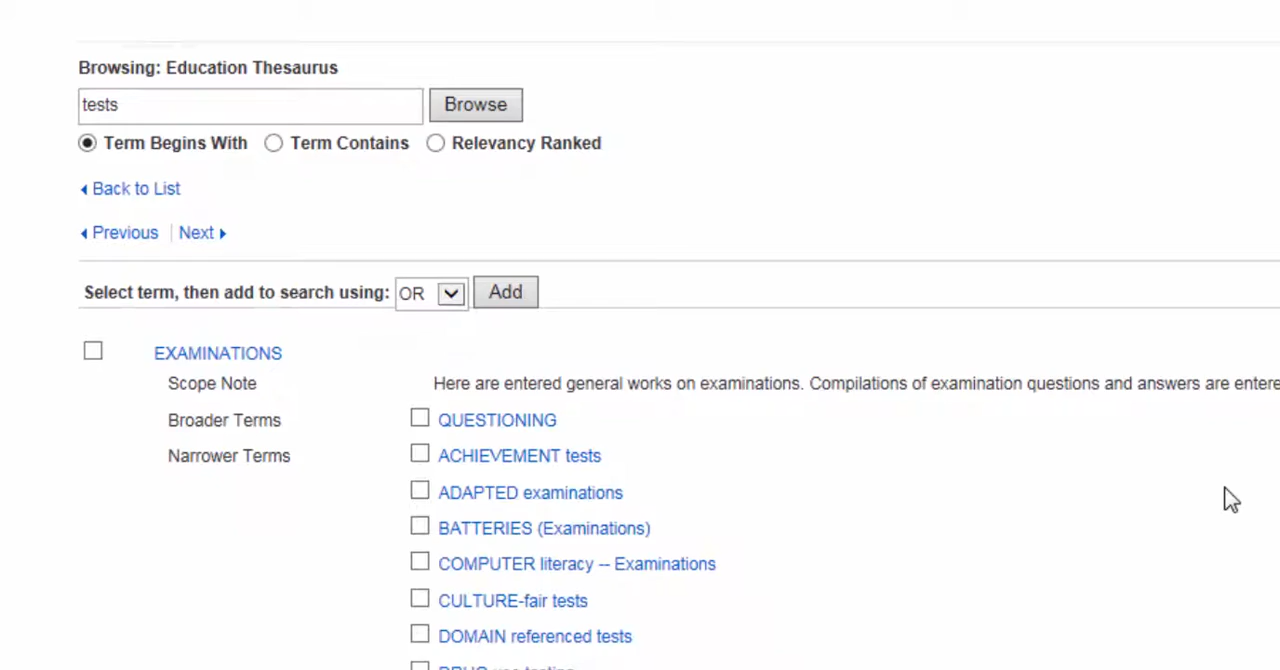 Browsing: Education Thesaurus
tests Browse
Term Begins With Term Contains Relevancy Ranked
Back to List
Previous | Next
Select term, then add to search using: OR Add
EXAMINATIONS
Scope Note Here are entered general works on examinations. Compilations of examination questions and answers are entere
Broader Terms QUESTIONING
Narrower Terms ACHIEVEMENT tests
ADAPTED examinations
BATTERIES (Examinations)
COMPUTER literacy -- Examinations
CULTURE-fair tests
DOMAIN referenced tests